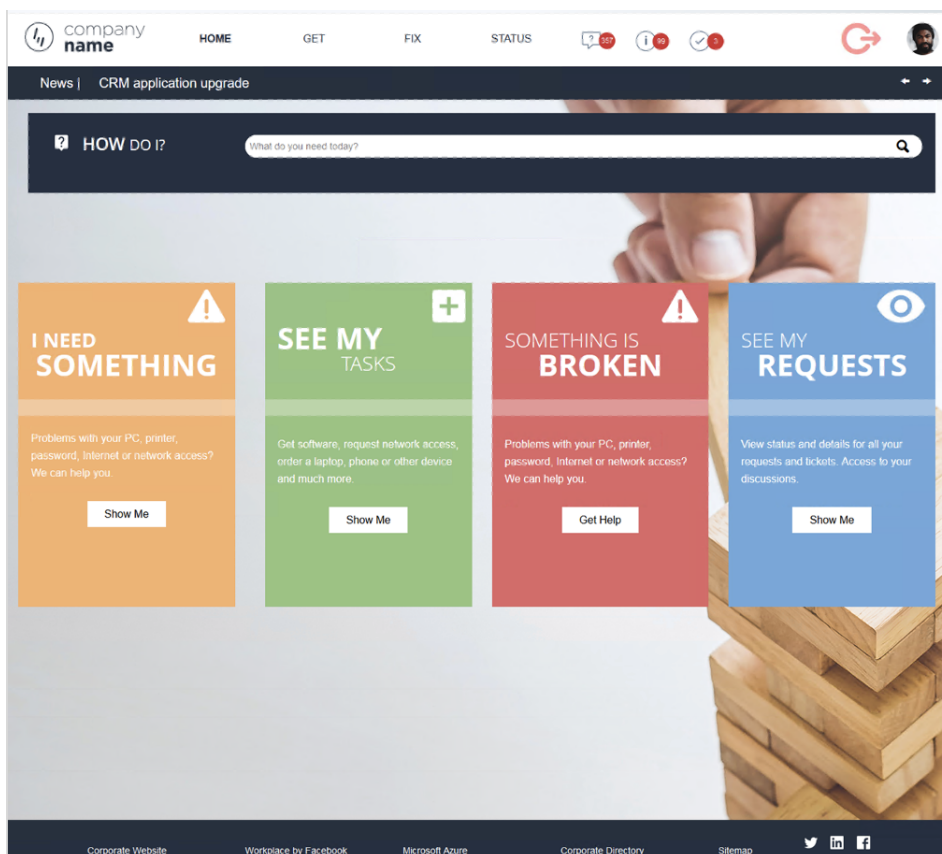 company
name
HOME
GET
FIX
STATUS
?
357
i
99
3
News |
CRM application upgrade
?
HOW DO I?
What do you need today?
I NEED
SOMETHING
Problems with your PC, printer,
password, Internet or network access?
We can help you.
Show Me
SEE MY
TASKS
Get software, request network access,
order a laptop, phone or other device
and much more.
Show Me
SOMETHING IS
BROKEN
Problems with your PC, printer,
password, Internet or network access?
We can help you.
Get Help
SEE MY
REQUESTS
View status and details for all your
requests and tickets. Access to your
discussions.
Show Me
Corporate Website
Workplace by Facebook
Microsoft Azure
Corporate Directory
Sitemap